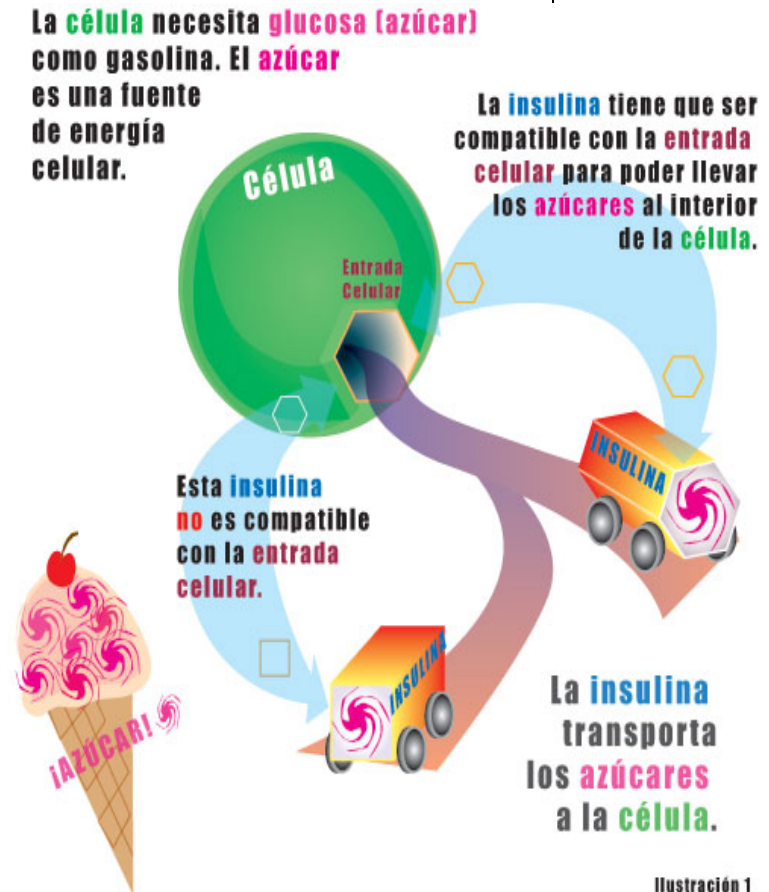 La célula necesita glucosa (azúcar)
como gasolina. El azúcar
es una fuente
de energía
celular.
La insulina tiene que ser
compatible con la entrada
celular para poder llevar
los azúcares al interior
de la célula.
Célula
Entrada
Celular
INSULINA
Esta insulina
no es compatible
con la entrada
celular.
INSULINA
¡AZÚCAR!
La insulina
transporta
los azúcares
a la célula.
Ilustración 1